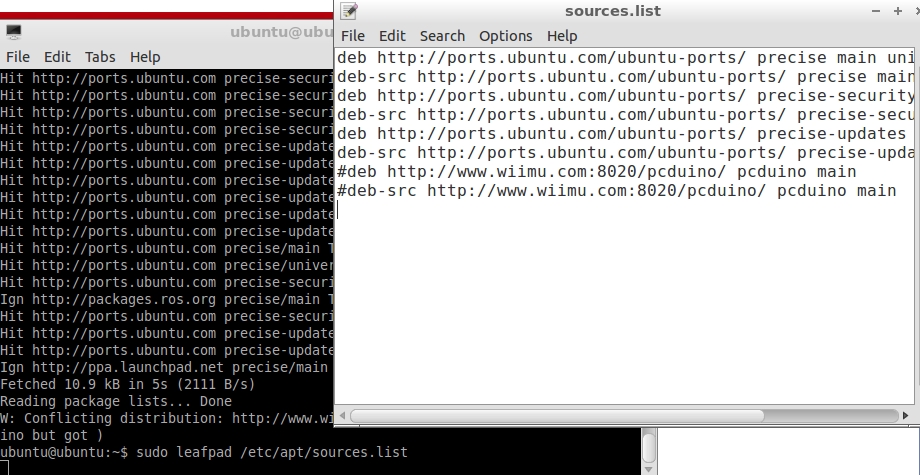 ubuntu@ubu
File Edit Tabs Help
Hit http://ports.ubuntu.com precise-securi
Hit http://ports.ubuntu.com precise-securi
Hit http://ports.ubuntu.com precise-securi
Hit http://ports.ubuntu.com precise-securi
Hit http://ports.ubuntu.com precise-update
Hit http://ports.ubuntu.com precise-update
Hit http://ports.ubuntu.com precise-update
Hit http://ports.ubuntu.com precise-update
Hit http://ports.ubuntu.com precise-update
Hit http://ports.ubuntu.com precise-update
Hit http://ports.ubuntu.com precise/main T
Hit http://ports.ubuntu.com precise/univer
Hit http://ports.ubuntu.com precise-securi
Ign http://packages.ros.org precise/main T
Hit http://ports.ubuntu.com precise-securi
Hit http://ports.ubuntu.com precise-update
Hit http://ports.ubuntu.com precise-update
Ign http://ppa.launchpad.net precise/main
Fetched 10.9 kB in 5s (2111 B/s)
Reading package lists... Done
W: Conflicting distribution: http://www.wi
ino but got )
ubuntu@ubuntu:~$ sudo leafpad /etc/apt/sources.list
sources.list
File Edit Search Options Help
deb http://ports.ubuntu.com/ubuntu-ports/ precise main uni
deb-src http://ports.ubuntu.com/ubuntu-ports/ precise main
deb http://ports.ubuntu.com/ubuntu-ports/ precise-security
deb-src http://ports.ubuntu.com/ubuntu-ports/ precise-secu
deb http://ports.ubuntu.com/ubuntu-ports/ precise-updates
deb-src http://ports.ubuntu.com/ubuntu-ports/ precise-upda
#deb http://www.wiimu.com:8020/pcduino/ pcduino main
#deb-src http://www.wiimu.com:8020/pcduino/ pcduino main